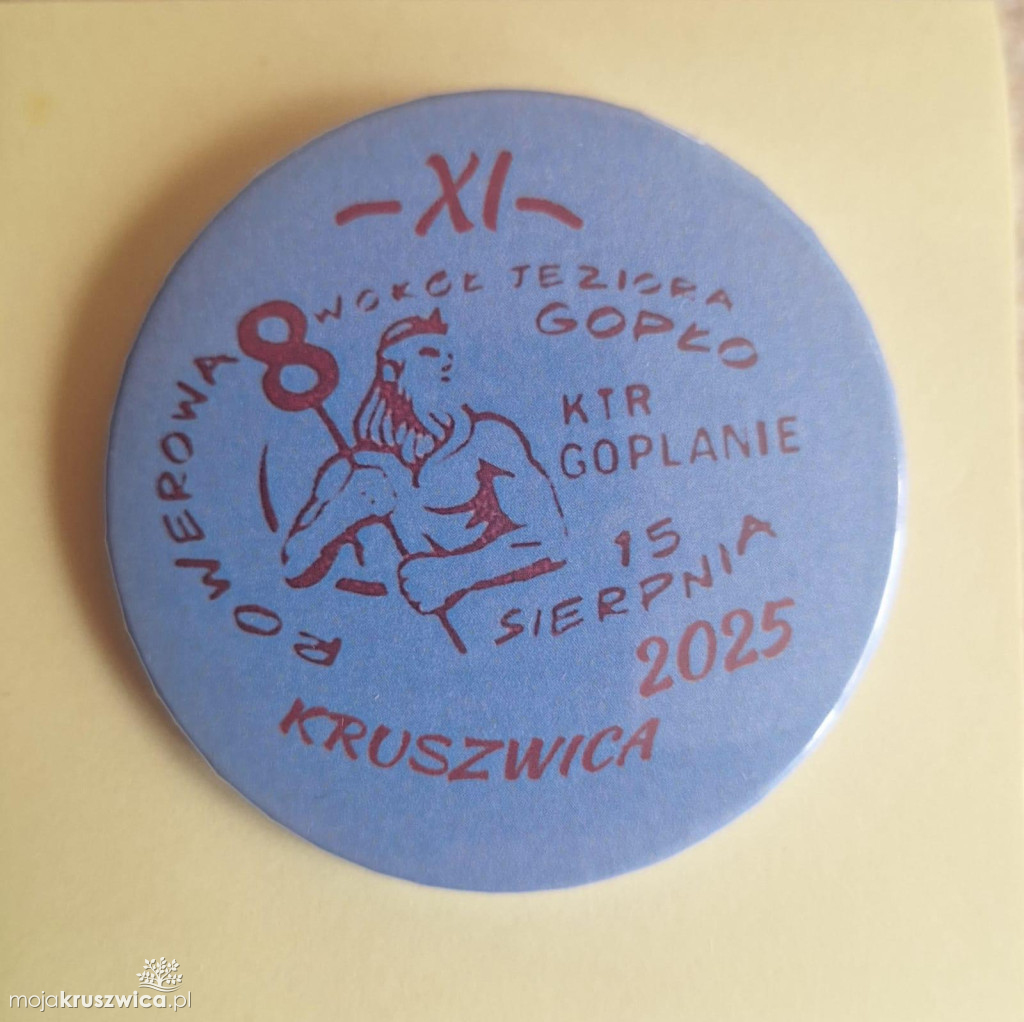 -XI-
ROWEROWA 8 WOKÓŁ JEZIORA
GOPŁO
KTR
GOPLANIE
15
SIERPNIA
2025
KRUSZWICA
mojakruszwica.pl